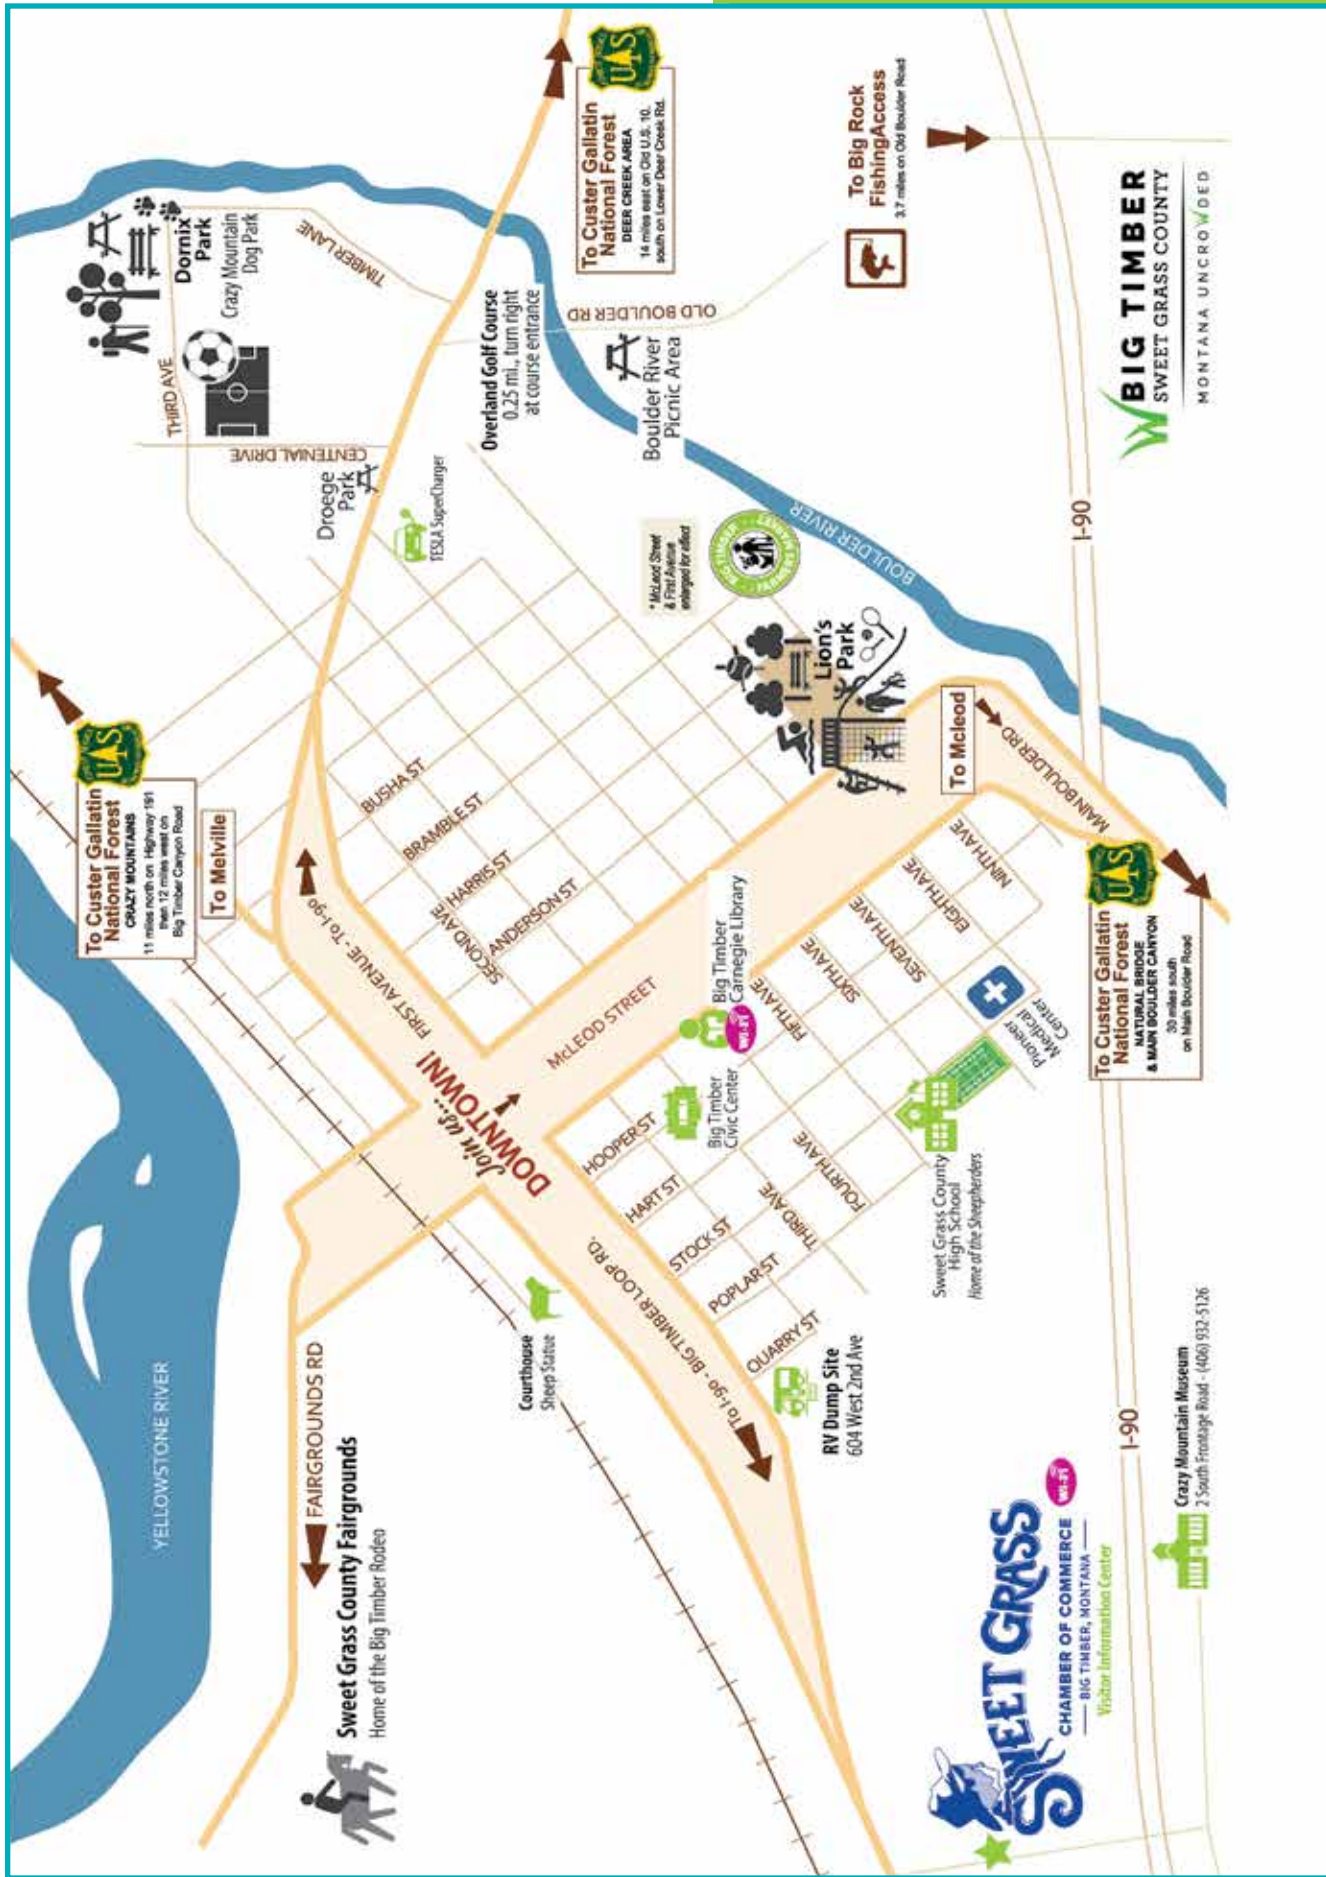 YELLOWSTONE RIVER
FAIRGROUNDS RD
Sweet Grass County Fairgrounds
Home of the Big Timber Rodeo
To Custer Gallatin
National Forest
CRAZY MOUNTAINS
11 miles north on Highway 191
then 12 miles west on
Big Timber Canyon Road
UAS
To Melville
THIRD AVE
Dornix
Park
Crazy Mountain
Dog Park
TIMBER LANE
CENTENIAL DRIVE
Droege
Park
TESLA SuperCharger
Overland Golf Course
0.25 mi., turn right
at course entrance
To Custer Gallatin
National Forest
DEER CREEK AREA
14 miles east on Old U.S. 10.
south on Lower Deer Creek Rd.
UAS
OLD BOULDER RD
Boulder River
Picnic Area
To Big Rock
FishingAccess
3.7 miles on Old Boulder Road
Courthouse
Sheep Statue
Join us...
DOWNTOWN!
FIRST AVENUE - To I-90
BUSHA ST
BRAMBLE ST
HARRIS ST
SECOND AVE
ANDERSON ST
McLEOD STREET
To I-90 - BIG TIMBER LOOP RD.
HOOPER ST
HART ST
STOCK ST
POPLAR ST
QUARRY ST
THIRD AVE
FOURTH AVE
FIFTH AVE
SIXTH AVE
SEVENTH AVE
EIGHTH AVE
NINTH AVE
Big Timber
Civic Center
Big Timber
Carnegie Library
Wi-Fi
* McLeod Street
& First Avenue
enlarged for effect
BIG TIMBER
FARMERS MARKET
BOULDER RIVER
Lion's
Park
RV Dump Site
604 West 2nd Ave
Sweet Grass County
High School
Home of the Sheepherders
Pioneer
Medical
Center
To Mcleod
MAIN BOULDER RD
To Custer Gallatin
National Forest
NATURAL BRIDGE
& MAIN BOULDER CANYON
30 miles south
on Main Boulder Road
UAS
I-90
I-90
SWEET GRASS
CHAMBER OF COMMERCE
BIG TIMBER, MONTANA
Visitor Information Center
Wi-Fi
Crazy Mountain Museum
2 South Frontage Road - (406) 932-5126
BIG TIMBER
SWEET GRASS COUNTY
MONTANA UNCROWDED